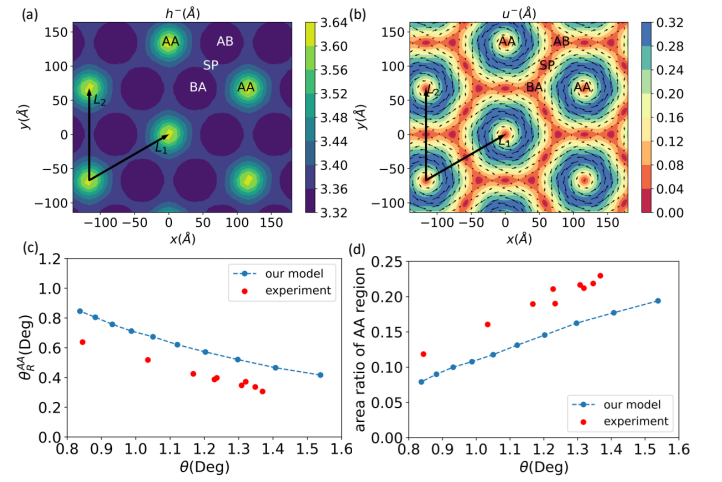 (a)
h⁻(Å)
150
100
50
0
−50
−100
y(Å)
−100
0
100
x(Å)
AA
AB
SP
BA
AA
L₂
L₁
3.64
3.60
3.56
3.52
3.48
3.44
3.40
3.36
3.32
(b)
u⁻(Å)
150
100
50
0
−50
−100
y(Å)
−100
0
100
x(Å)
AA
AB
SP
BA
AA
L₂
L₁
0.32
0.28
0.24
0.20
0.16
0.12
0.08
0.04
0.00
(c)
1.2
1.0
0.8
0.6
0.4
0.2
0.0
θ_R^{AA}(Deg)
our model
experiment
0.8 0.9 1.0 1.1 1.2 1.3 1.4 1.5 1.6
θ(Deg)
(d)
0.25
0.20
0.15
0.10
0.05
0.00
area ratio of AA region
our model
experiment
0.8 0.9 1.0 1.1 1.2 1.3 1.4 1.5 1.6
θ(Deg)